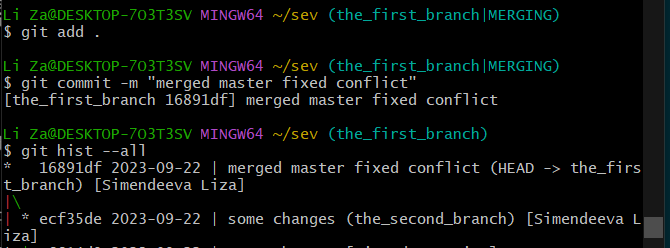 Li Za@DESKTOP-7O3T3SV MINGW64 ~/sev (the_first_branch|MERGING)
$ git add .
Li Za@DESKTOP-7O3T3SV MINGW64 ~/sev (the_first_branch|MERGING)
$ git commit -m "merged master fixed conflict"
[the_first_branch 16891df] merged master fixed conflict
Li Za@DESKTOP-7O3T3SV MINGW64 ~/sev (the_first_branch)
$ git hist --all
*   16891df 2023-09-22 | merged master fixed conflict (HEAD -> the_firs
t_branch) [Simendeeva Liza]
|\
| * ecf35de 2023-09-22 | some changes (the_second_branch) [Simendeeva L
iza]